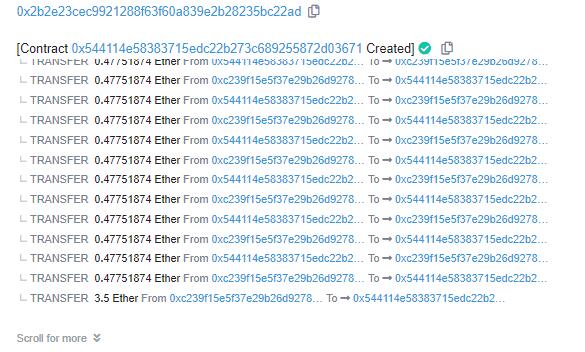 0x2b2e23cec9921288f63f60a839e2b28235bc22ad
[Contract 0x544114e58383715edc22b273c689255872d03671 Created]
TRANSFER 0.47751874 Ether From 0x544114e58383715edc22b2... To → 0xc239f15e5f37e29b26d9278...
TRANSFER 0.47751874 Ether From 0xc239f15e5f37e29b26d9278... To → 0x544114e58383715edc22b2...
TRANSFER 0.47751874 Ether From 0x544114e58383715edc22b2... To → 0xc239f15e5f37e29b26d9278...
TRANSFER 0.47751874 Ether From 0xc239f15e5f37e29b26d9278... To → 0x544114e58383715edc22b2...
TRANSFER 0.47751874 Ether From 0x544114e58383715edc22b2... To → 0xc239f15e5f37e29b26d9278...
TRANSFER 0.47751874 Ether From 0xc239f15e5f37e29b26d9278... To → 0x544114e58383715edc22b2...
TRANSFER 0.47751874 Ether From 0x544114e58383715edc22b2... To → 0xc239f15e5f37e29b26d9278...
TRANSFER 0.47751874 Ether From 0xc239f15e5f37e29b26d9278... To → 0x544114e58383715edc22b2...
TRANSFER 0.47751874 Ether From 0x544114e58383715edc22b2... To → 0xc239f15e5f37e29b26d9278...
TRANSFER 0.47751874 Ether From 0xc239f15e5f37e29b26d9278... To → 0x544114e58383715edc22b2...
TRANSFER 0.47751874 Ether From 0x544114e58383715edc22b2... To → 0xc239f15e5f37e29b26d9278...
TRANSFER 0.47751874 Ether From 0xc239f15e5f37e29b26d9278... To → 0x544114e58383715edc22b2...
TRANSFER 3.5 Ether From 0xc239f15e5f37e29b26d9278... To → 0x544114e58383715edc22b2...
Scroll for more